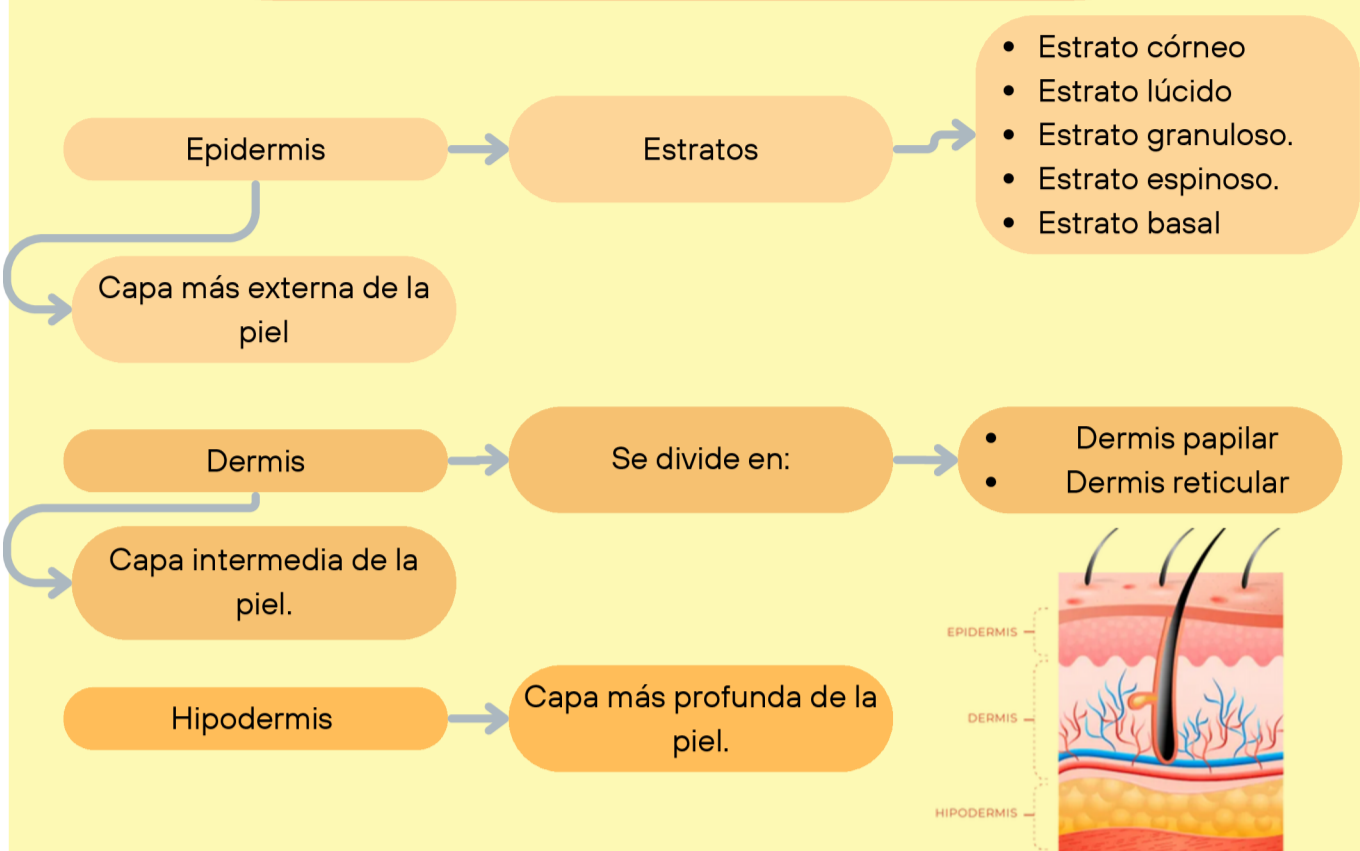 Epidermis
Estratos
• Estrato córneo
• Estrato lúcido
• Estrato granuloso.
• Estrato espinoso.
• Estrato basal
Capa más externa de la
piel
Dermis
Se divide en:
• Dermis papilar
• Dermis reticular
Capa intermedia de la
piel.
Hipodermis
Capa más profunda de la
piel.
EPIDERMIS
DERMIS
HIPODERMIS